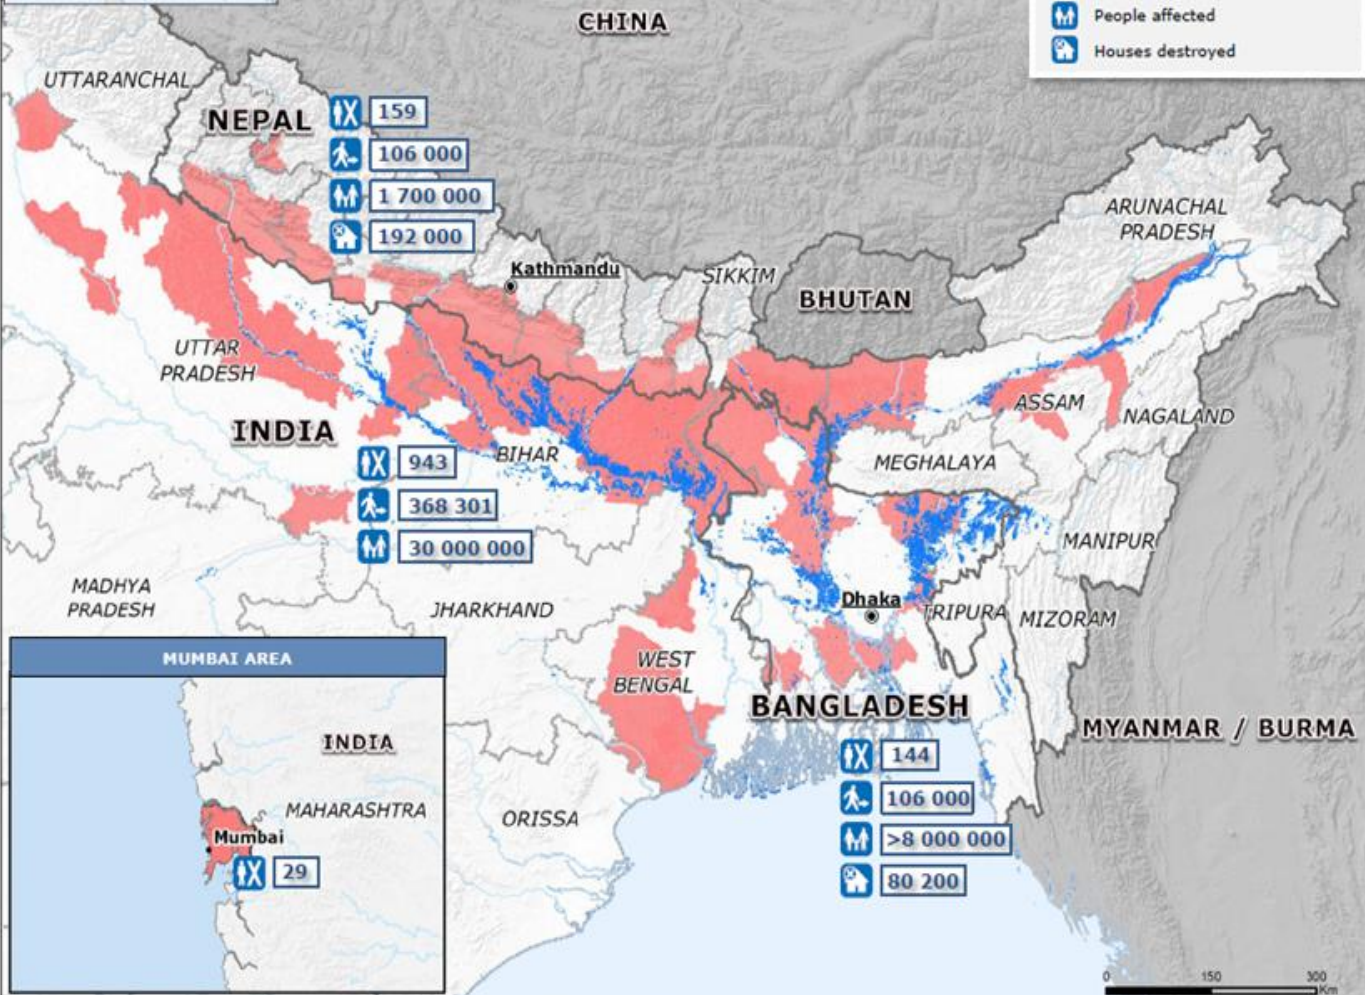 CHINA
People affected
Houses destroyed
UTTARANCHAL
NEPAL
159
106 000
1 700 000
192 000
Kathmandu
SIKKIM
BHUTAN
ARUNACHAL
PRADESH
UTTAR
PRADESH
INDIA
943
368 301
30 000 000
BIHAR
ASSAM
NAGALAND
MEGHALAYA
MANIPUR
MADHYA
PRADESH
JHARKHAND
Dhaka
TRIPURA
MIZORAM
WEST
BENGAL
BANGLADESH
144
106 000
>8 000 000
80 200
MYANMAR / BURMA
ORISSA
MUMBAI AREA
INDIA
MAHARASHTRA
Mumbai
29
0 150 300
Km